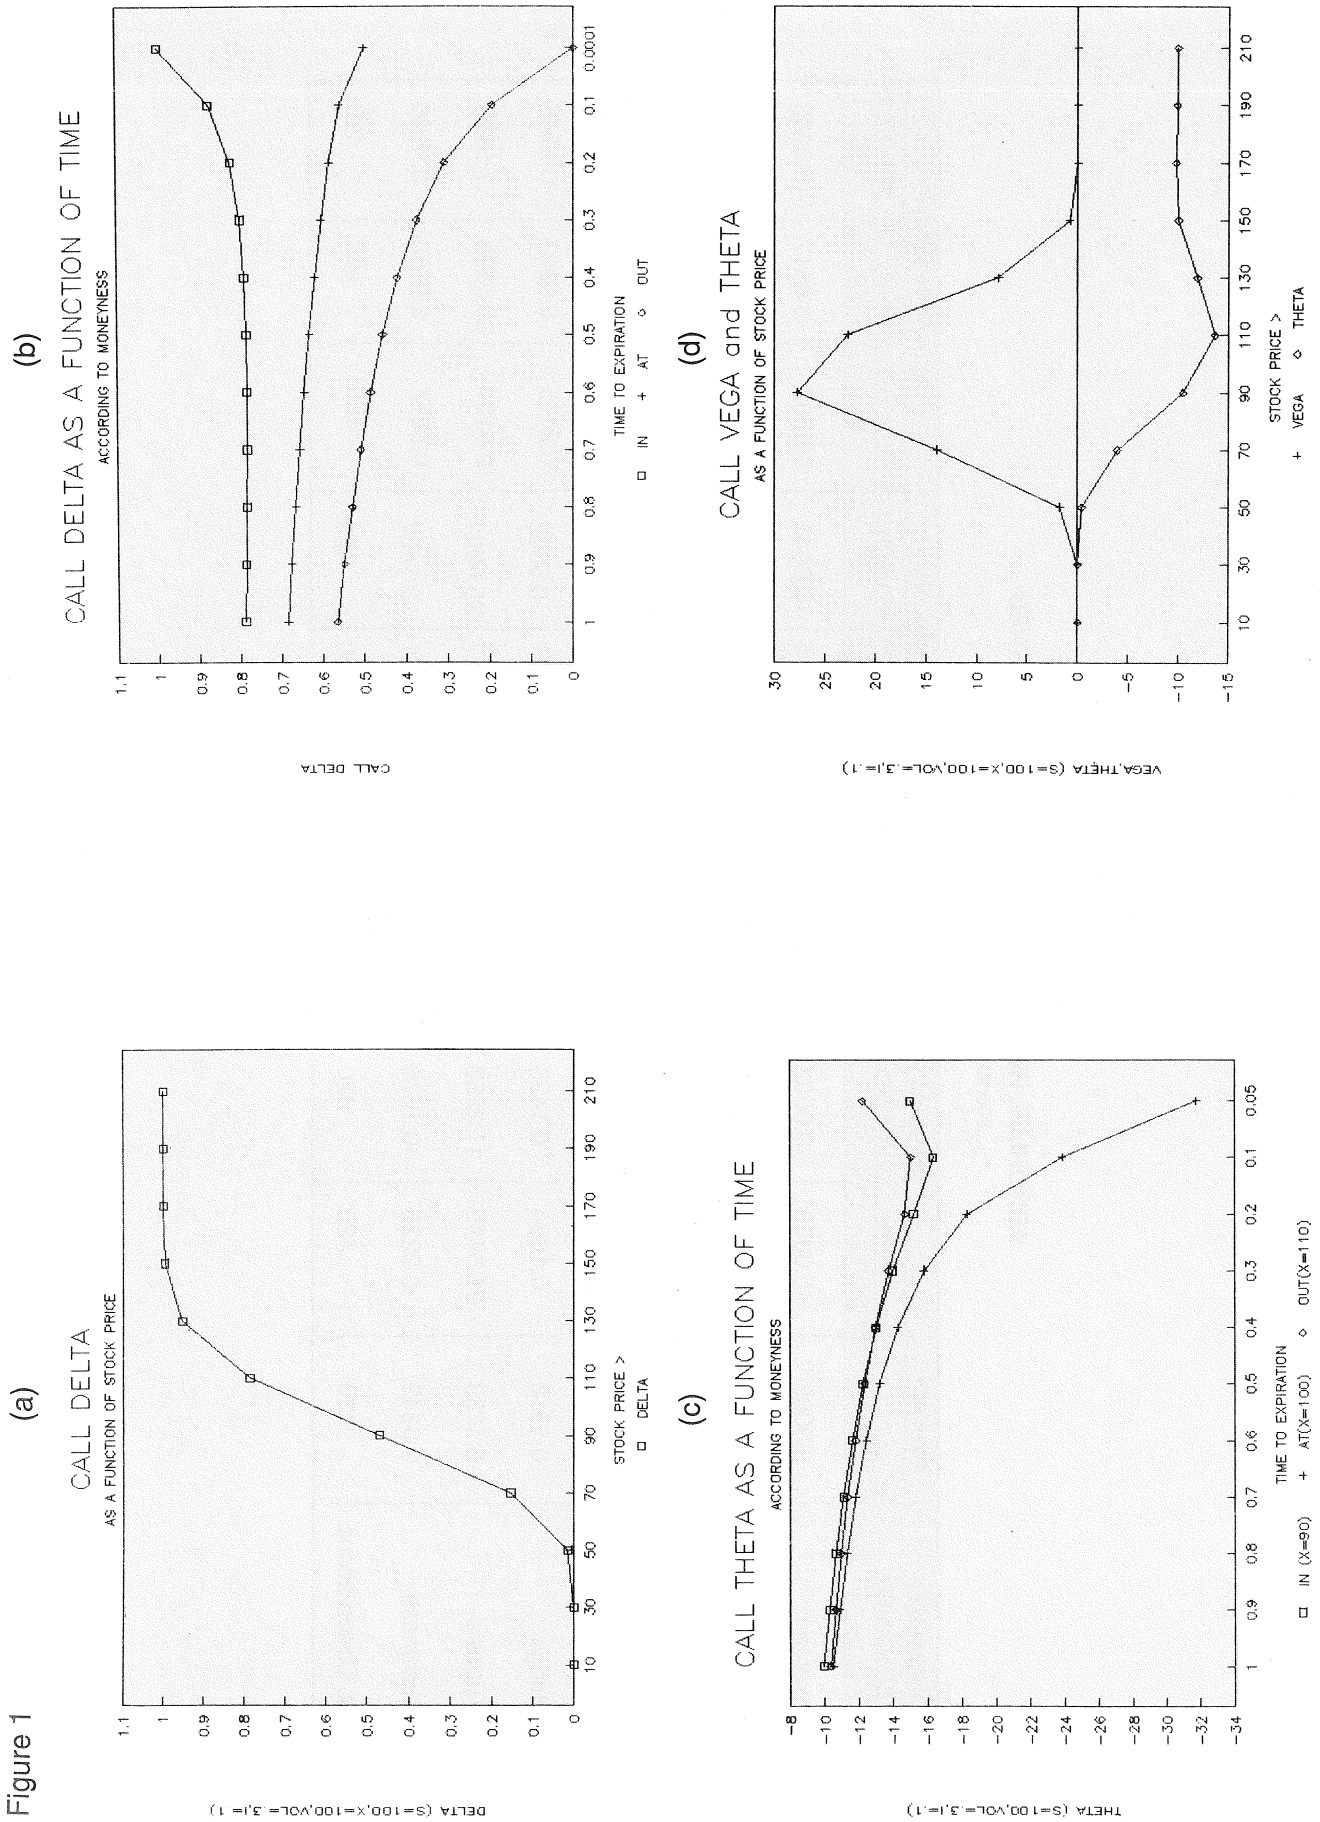 Figure 1
(a)
CALL DELTA
AS A FUNCTION OF STOCK PRICE
DELTA (S=100,X=100,VOL=.3,I=.1)
1.1
1
0.9
0.8
0.7
0.6
0.5
0.4
0.3
0.2
0.1
0
10 30 50 70 90 110 130 150 170 190 210
STOCK PRICE >
□ DELTA
(b)
CALL DELTA AS A FUNCTION OF TIME
ACCORDING TO MONEYNESS
CALL DELTA
1.1
1
0.9
0.8
0.7
0.6
0.5
0.4
0.3
0.2
0.1
0
1 0.9 0.8 0.7 0.6 0.5 0.4 0.3 0.2 0.1 0.0001
TIME TO EXPIRATION
□ IN + AT ◇ OUT
(c)
CALL THETA AS A FUNCTION OF TIME
ACCORDING TO MONEYNESS
THETA (S=100,VOL=.3,I=.1)
-8
-10
-12
-14
-16
-18
-20
-22
-24
-26
-28
-30
-32
-34
1 0.9 0.8 0.7 0.6 0.5 0.4 0.3 0.2 0.1 0.05
TIME TO EXPIRATION
□ IN (X=90) + AT(X=100) ◇ OUT(X=110)
(d)
CALL VEGA and THETA
AS A FUNCTION OF STOCK PRICE
VEGA,THETA (S=100,X=100,VOL=.3,I=.1)
30
25
20
15
10
5
0
-5
-10
-15
10 30 50 70 90 110 130 150 170 190 210
STOCK PRICE >
+ VEGA ◇ THETA